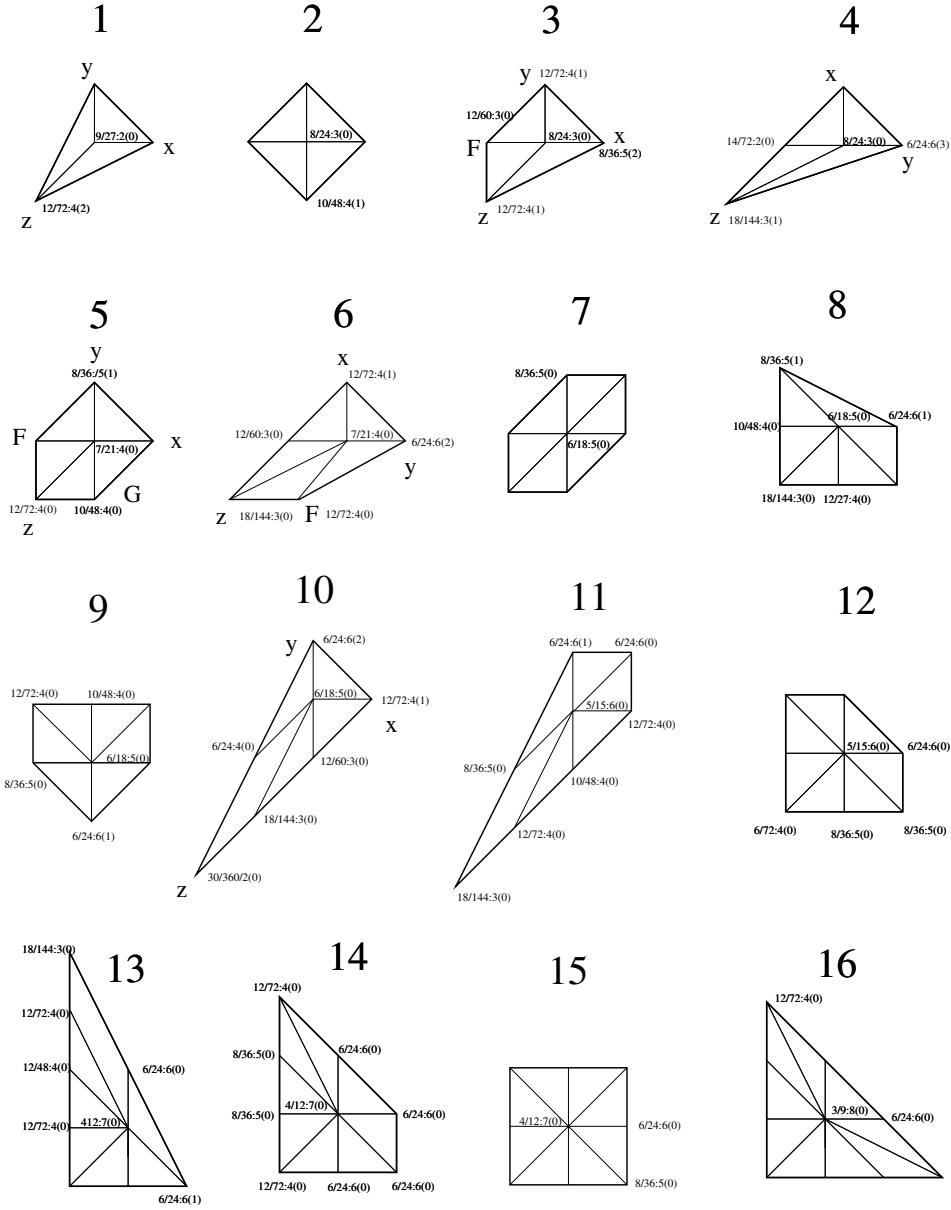 1 2 3 4
y
9/27:2(0)
x
12/72:4(2)
z
8/24:3(0)
10/48:4(1)
y 12/72:4(1)
12/60:3(0)
F
8/24:3(0)
x
8/36:5(2)
z
12/72:4(1)
x
14/72:2(0)
8/24:3(0)
6/24:6(3)
y
z
18/144:3(1)
5 6 7 8
y
8/36:/5(1)
F
7/21:4(0)
x
G
12/72:4(0)
10/48:4(0)
z
x
12/72:4(1)
12/60:3(0)
7/21:4(0)
6/24:6(2)
y
z
18/144:3(0)
F
12/72:4(0)
8/36:5(0)
6/18:5(0)
8/36:5(1)
10/48:4(0)
6/18:5(0)
6/24:6(1)
18/144:3(0)
12/27:4(0)
9 10 11 12
12/72:4(0)
10/48:4(0)
8/36:5(0)
6/18:5(0)
6/24:6(1)
y
6/24:6(2)
6/18:5(0)
12/72:4(1)
x
6/24:4(0)
12/60:3(0)
18/144:3(0)
z
30/360/2(0)
6/24:6(1)
6/24:6(0)
5/15:6(0)
12/72:4(0)
8/36:5(0)
10/48:4(0)
12/72:4(0)
18/144:3(0)
5/15:6(0)
6/24:6(0)
6/72:4(0)
8/36:5(0)
8/36:5(0)
13 14 15 16
18/144:3(0)
12/72:4(0)
12/48:4(0)
6/24:6(0)
12/72:4(0)
412:7(0)
6/24:6(1)
12/72:4(0)
8/36:5(0)
6/24:6(0)
8/36:5(0)
4/12:7(0)
6/24:6(0)
12/72:4(0)
6/24:6(0)
6/24:6(0)
4/12:7(0)
6/24:6(0)
8/36:5(0)
12/72:4(0)
3/9:8(0)
6/24:6(0)